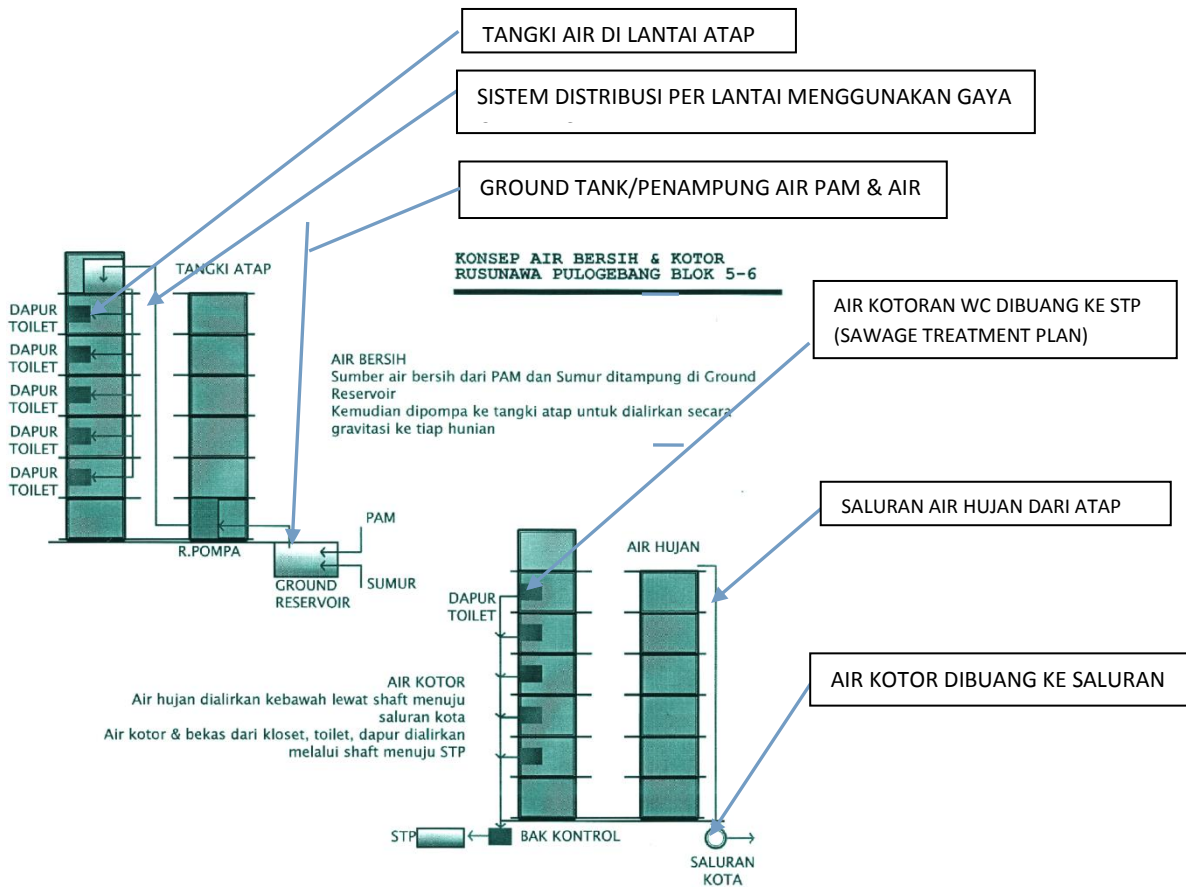 TANGKI AIR DI LANTAI ATAP
SISTEM DISTRIBUSI PER LANTAI MENGGUNAKAN GAYA
GROUND TANK/PENAMPUNG AIR PAM & AIR
KONSEP AIR BERSIH & KOTOR
RUSUNAWA PULOGEBANG BLOK 5-6
TANGKI ATAP
DAPUR
TOILET
DAPUR
TOILET
DAPUR
TOILET
DAPUR
TOILET
DAPUR
TOILET
AIR BERSIH
Sumber air bersih dari PAM dan Sumur ditampung di Ground
Reservoir
Kemudian dipompa ke tangki atap untuk dialirkan secara
gravitasi ke tiap hunian
AIR KOTORAN WC DIBUANG KE STP
(SAWAGE TREATMENT PLAN)
PAM
R.POMPA
SUMUR
GROUND
RESERVOIR
SALURAN AIR HUJAN DARI ATAP
AIR HUJAN
DAPUR
TOILET
AIR KOTOR
Air hujan dialirkan kebawah lewat shaft menuju
saluran kota
Air kotor & bekas dari kloset, toilet, dapur dialirkan
melalui shaft menuju STP
AIR KOTOR DIBUANG KE SALURAN
STP
BAK KONTROL
SALURAN
KOTA